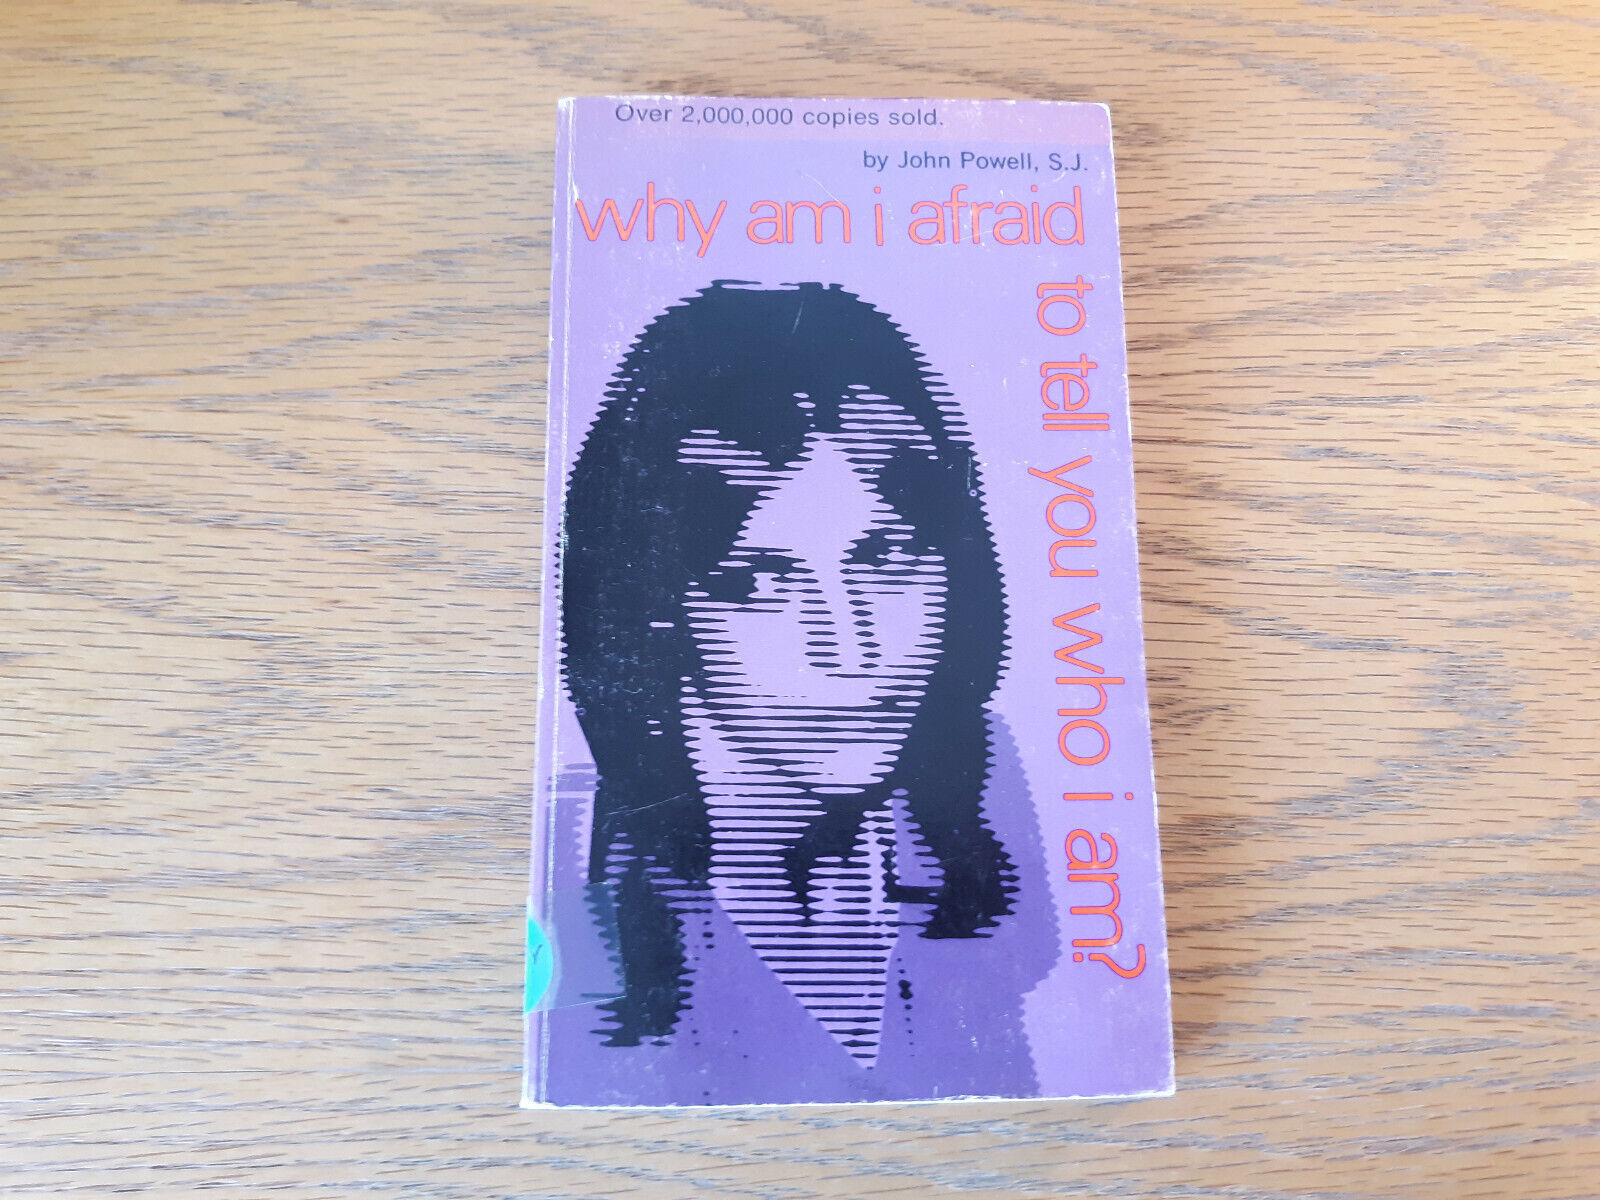 Over 2,000,000 copies sold.
by John Powell, S.J.
why am i afraid
to tell you who i am?
Y